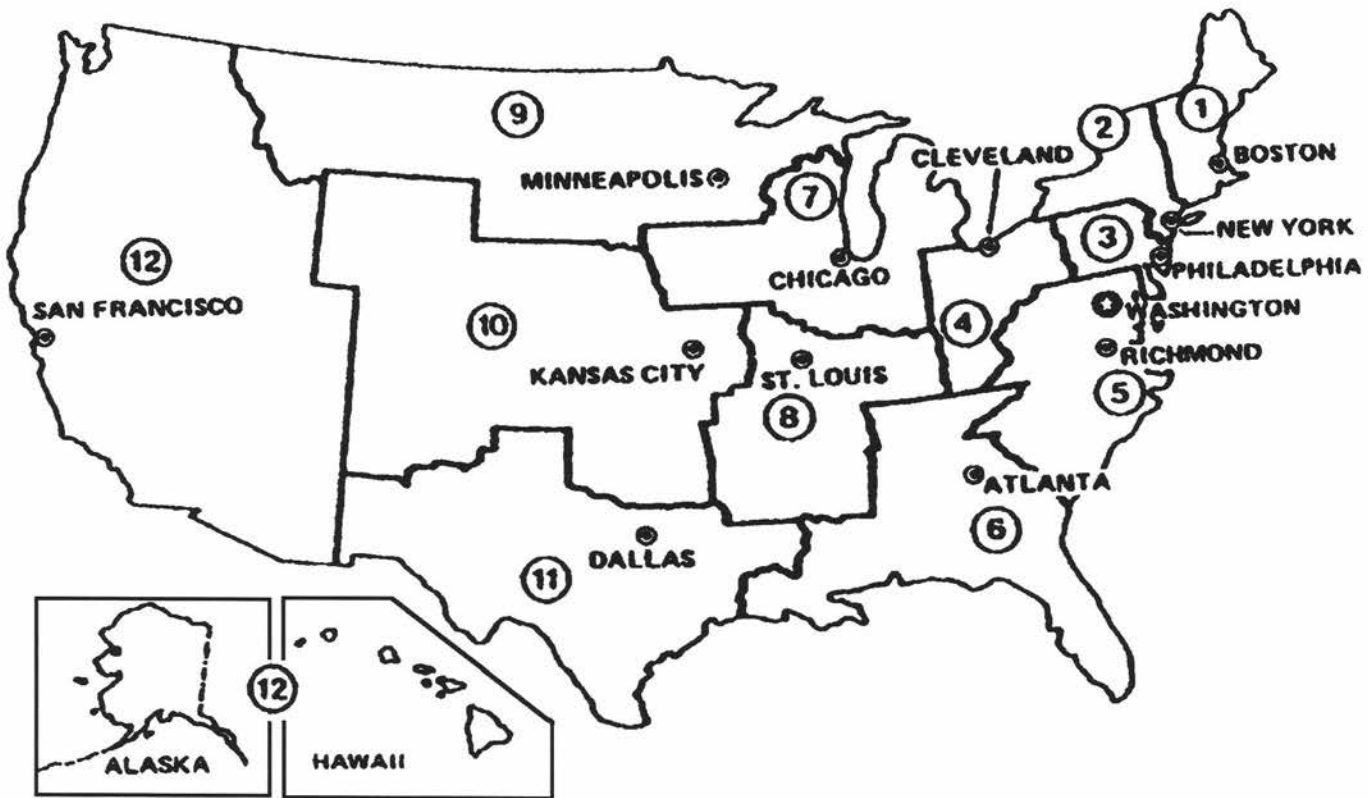 1
2
9
CLEVELAND
BOSTON
MINNEAPOLIS
7
NEW YORK
3
12
CHICAGO
PHILADELPHIA
SAN FRANCISCO
WASHINGTON
10
4
RICHMOND
KANSAS CITY
ST. LOUIS
5
8
ATLANTA
6
DALLAS
11
12
ALASKA
HAWAII